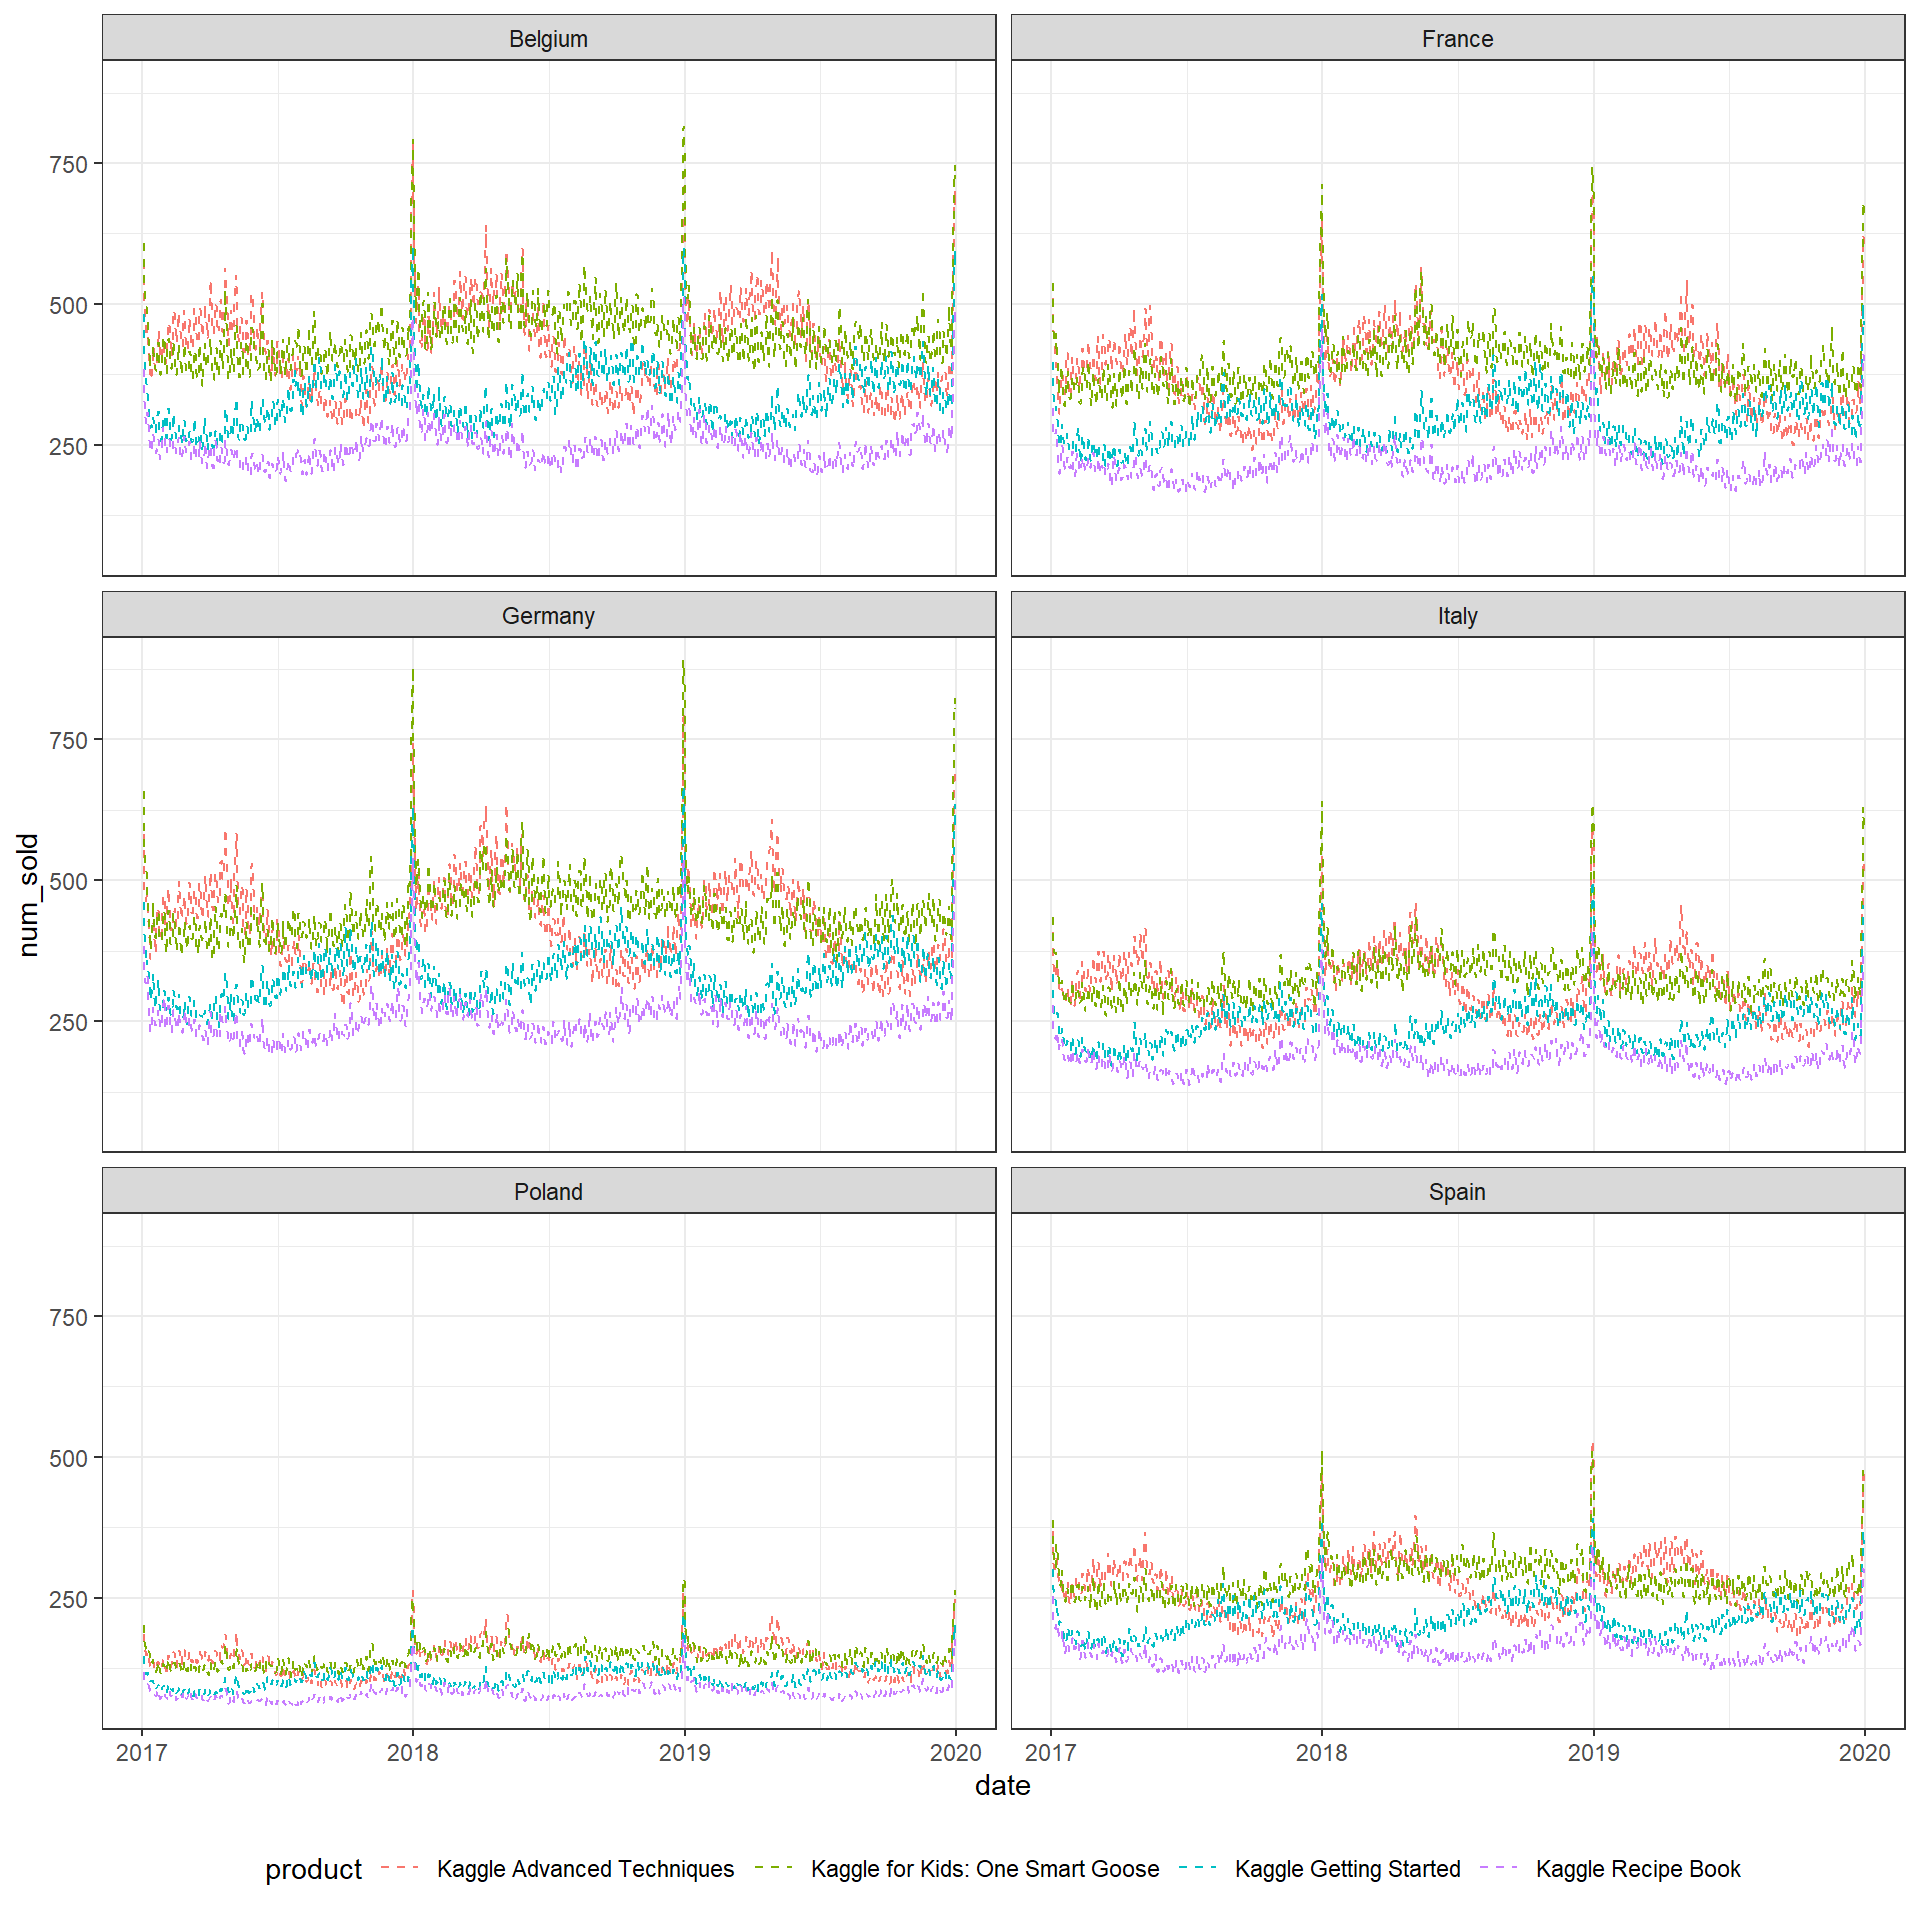 Belgium
France
750
500
250
Germany
Italy
750
500
250
num_sold
Poland
Spain
750
500
250
2017 2018 2019 2020
2017 2018 2019 2020
date
product Kaggle Advanced Techniques Kaggle for Kids: One Smart Goose Kaggle Getting Started Kaggle Recipe Book